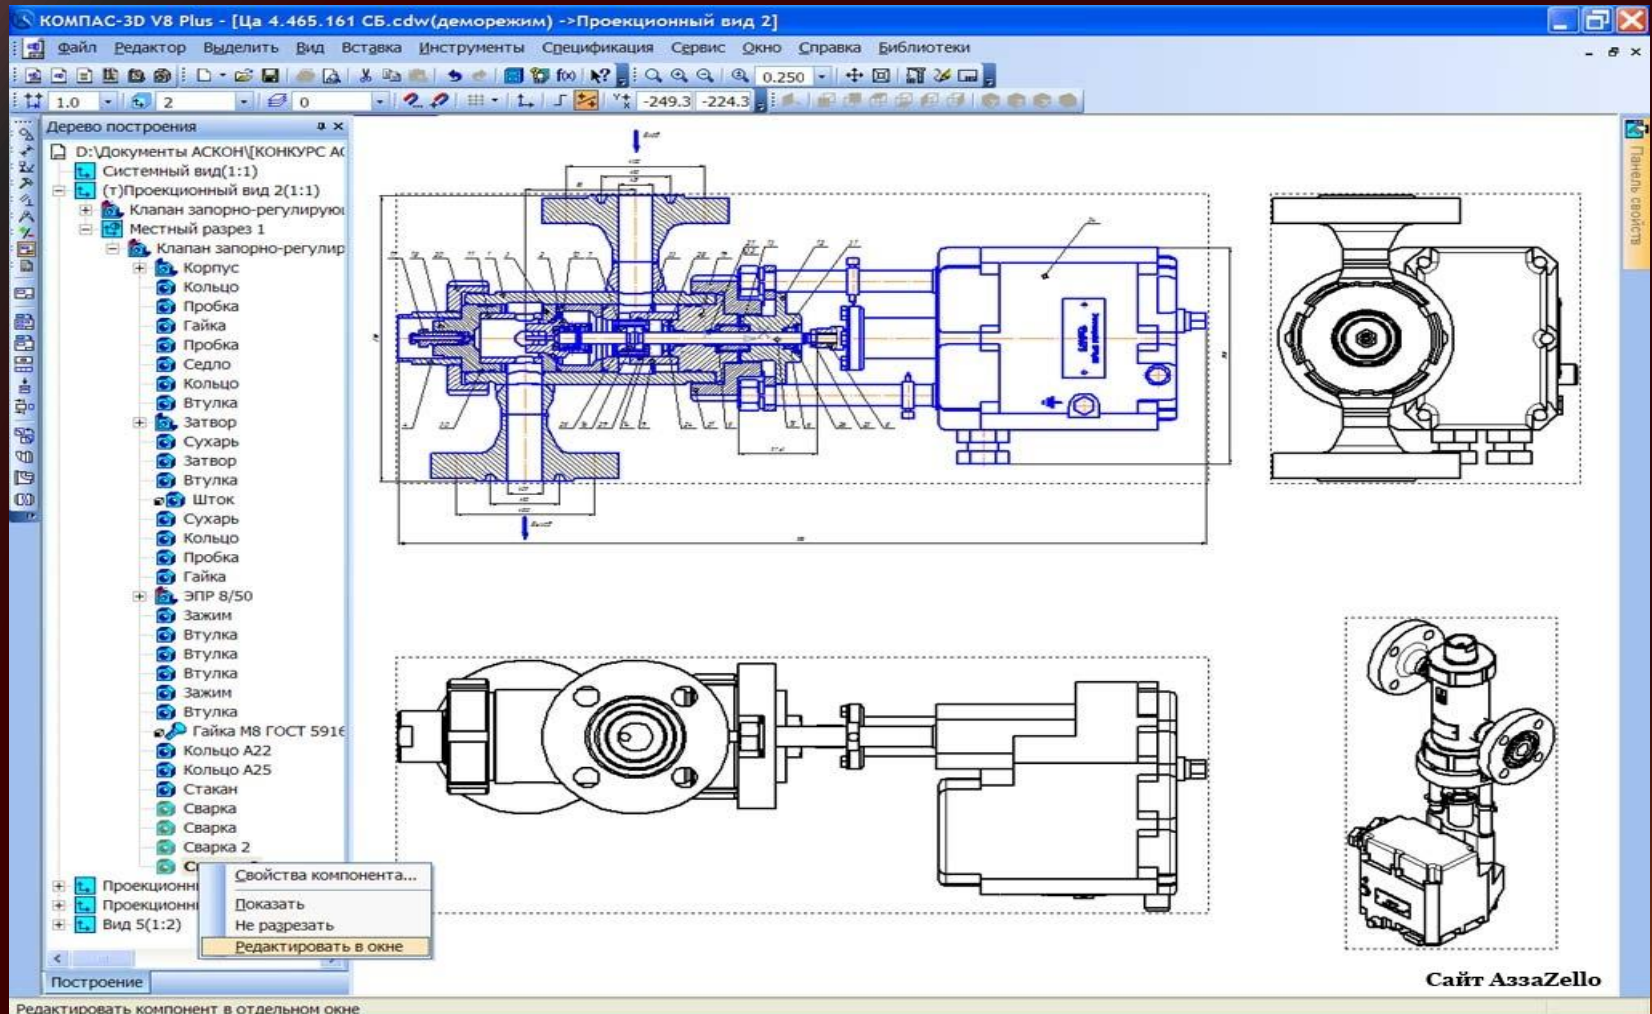 КОМПАС-3D V8 Plus - [Ца 4.465.161 СБ.cdw(деморежим) ->Проекционный вид 2]
Файл Редактор Выделить Вид Вставка Инструменты Спецификация Сервис Окно Справка Библиотеки
0.250
1.0 2 0 -249.3 -224.3
Дерево построения
D:\Документы АСКОН\[КОНКУРС АС
Системный вид(1:1)
(т)Проекционный вид 2(1:1)
Клапан запорно-регулирую
Местный разрез 1
Клапан запорно-регулир
Корпус
Кольцо
Пробка
Гайка
Пробка
Седло
Кольцо
Втулка
Затвор
Сухарь
Затвор
Втулка
Шток
Сухарь
Кольцо
Пробка
Гайка
ЭПР 8/50
Зажим
Втулка
Втулка
Втулка
Зажим
Втулка
Гайка М8 ГОСТ 5916
Кольцо А22
Кольцо А25
Стакан
Сварка
Сварка
Сварка 2
Проекционн
Проекционн
Вид 5(1:2)
Свойства компонента...
Показать
Не разрезать
Редактировать в окне
Построение
Редактировать компонент в отдельном окне
Панель свойств
Сайт АззаZello